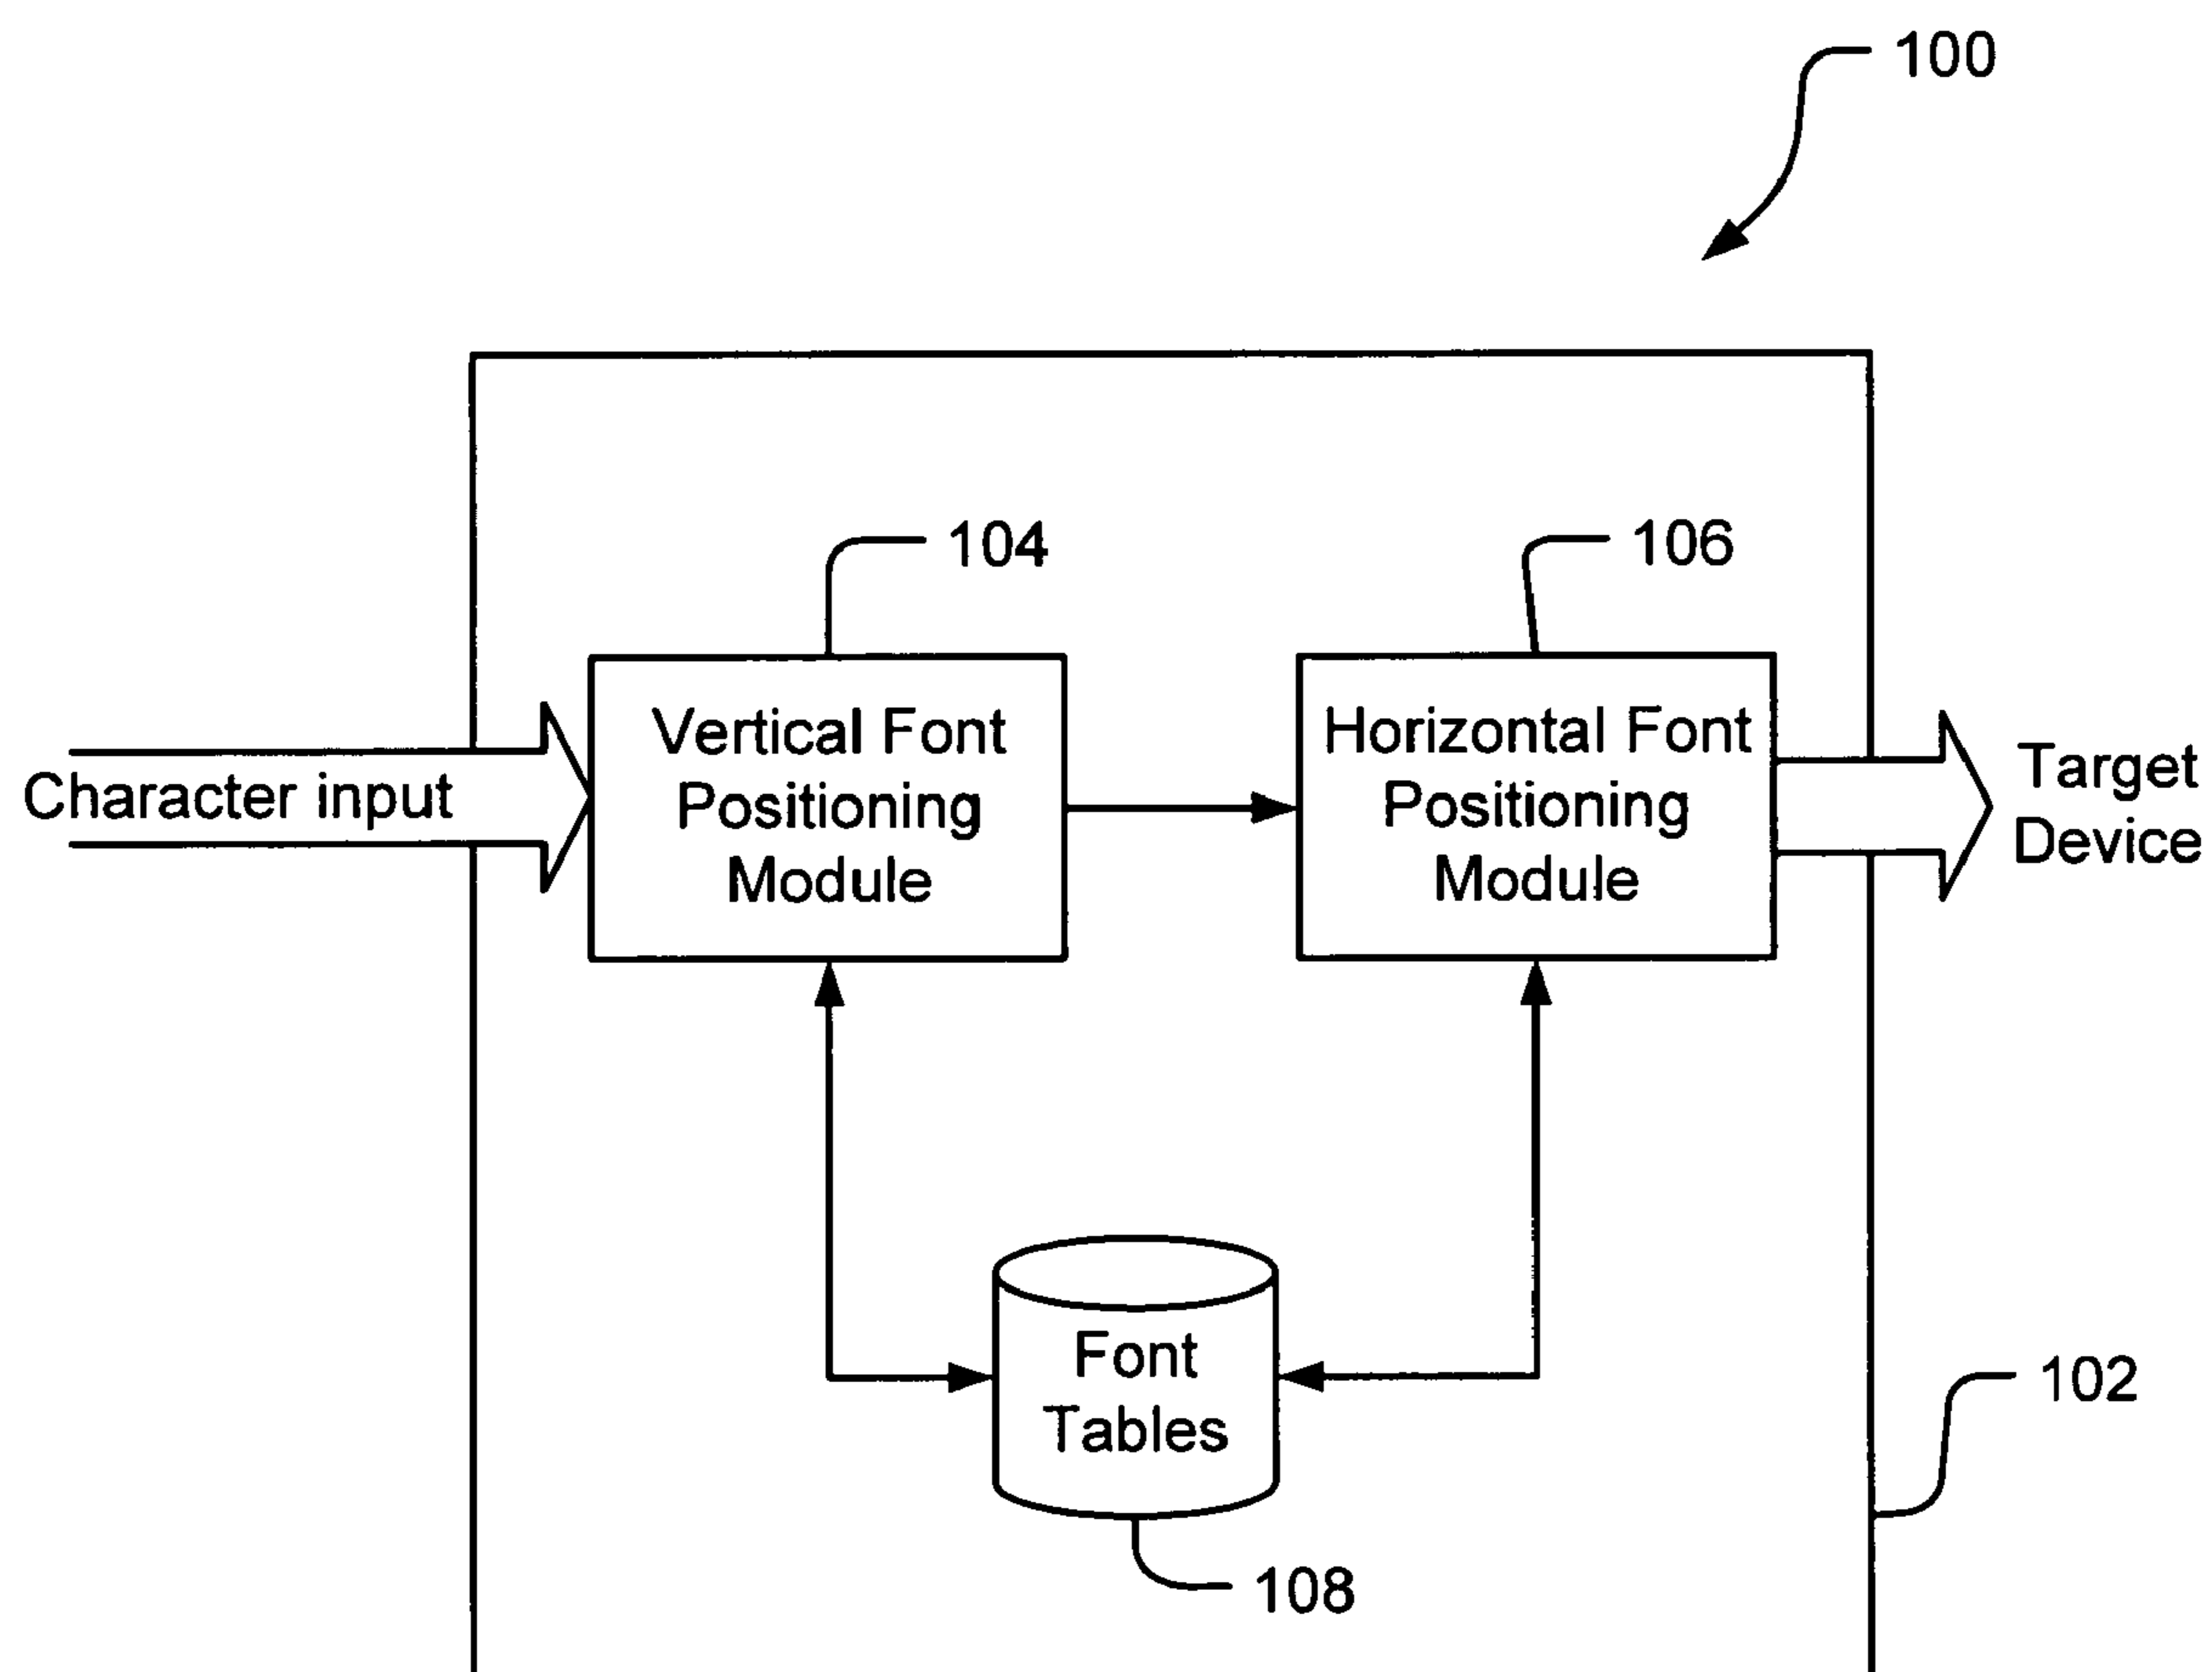 100
104
106
Vertical Font
Positioning
Module
Horizontal Font
Positioning
Module
Character input
Target
Device
Font
Tables
102
108